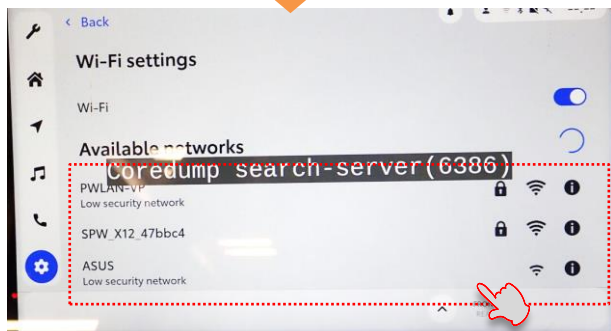 Back
Wi-Fi settings
Wi-Fi
Available networks
Coredump search-server(6386)
PWLAN-VP
Low security network
SPW_X12_47bbc4
ASUS
Low security network